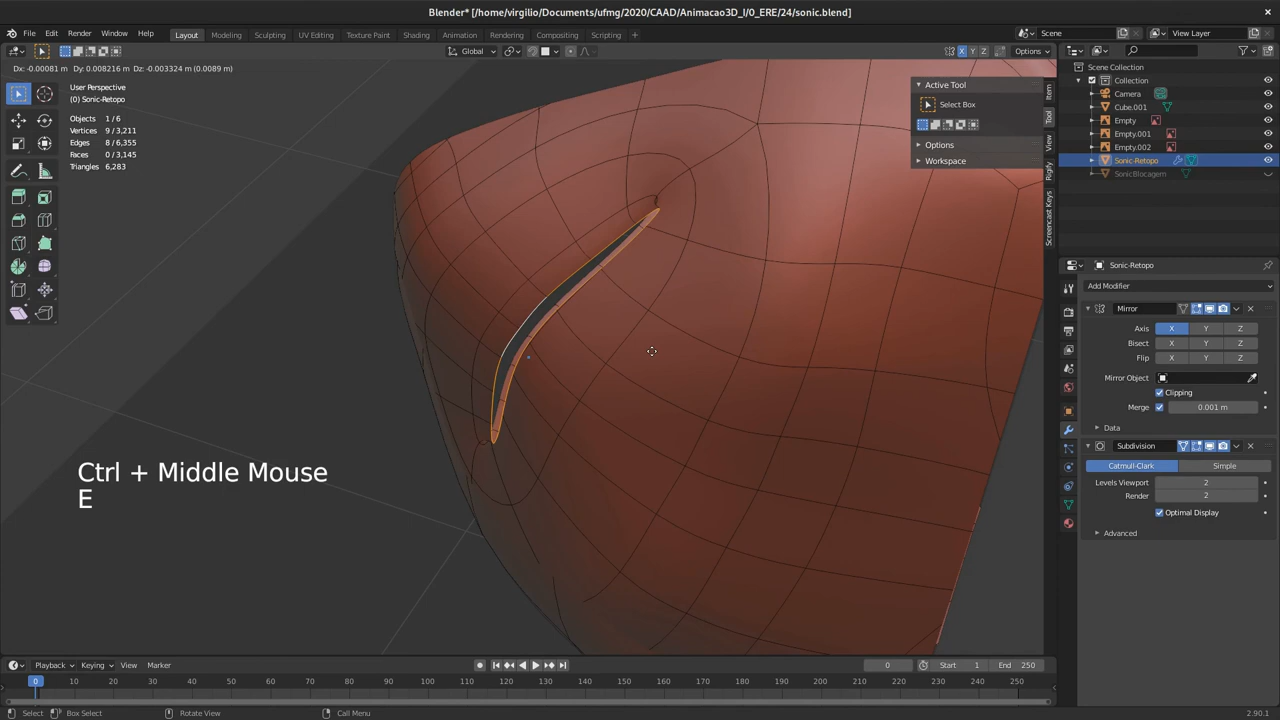 Blender* [/home/virgilio/Documents/ufmg/2020/CAAD/Animacao3D_I/0_ERE/24/sonic.blend]
File Edit Render Window Help Layout Modeling Sculpting UV Editing Texture Paint Shading Animation Rendering Compositing Scripting + Scene View Layer
Global X Y Z Options
Dx: -0.00081 m Dy: 0.008216 m Dz: -0.003324 m (0.0089 m)
User Perspective
(0) Sonic-Retopo
Objects 1 / 6
Vertices 9 / 3,211
Edges 8 / 6,355
Faces 0 / 3,145
Triangles 6,283
Active Tool
Select Box
Options
Workspace
Item
Tool
View
Rigify
Screencast Keys
Scene Collection
Collection
Camera
Cube.001
Empty
Empty.001
Empty.002
Sonic-Retopo
SonicBlocagem
Sonic-Retopo
Add Modifier
Mirror
Axis X Y Z
Bisect X Y Z
Flip X Y Z
Mirror Object
Clipping
Merge 0.001 m
Data
Subdivision
Catmull-Clark Simple
Levels Viewport 2
Render 2
Optimal Display
Advanced
Ctrl + Middle Mouse
E
Playback Keying View Marker 0 Start 1 End 250
0 10 20 30 40 50 60 70 80 90 100 110 120 130 140 150 160 170 180 190 200 210 220 230 240 250
Select Box Select Rotate View Call Menu 2.90.1